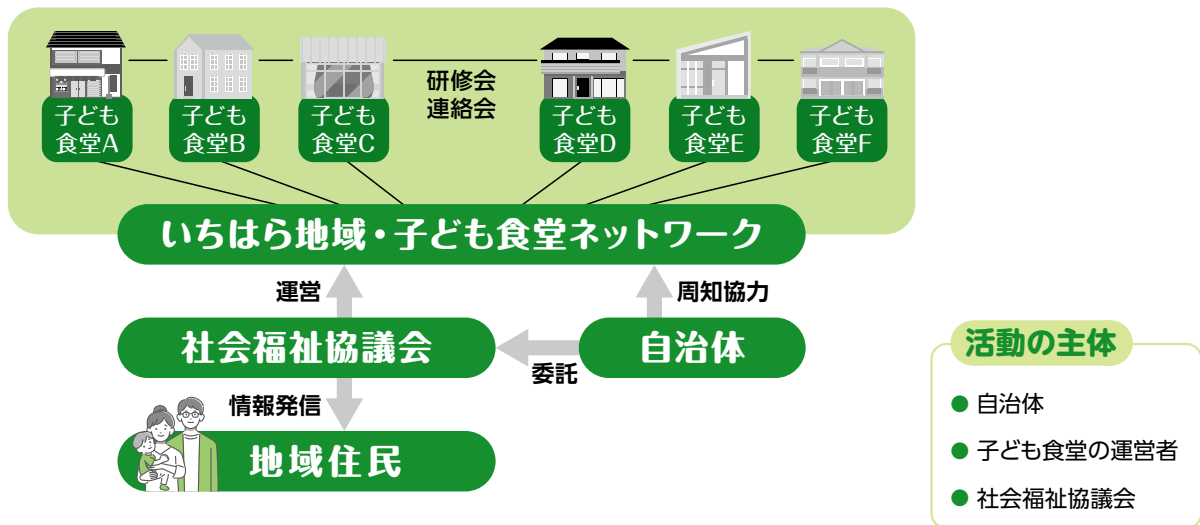 研修会
連絡会
子ども
食堂A
子ども
食堂B
子ども
食堂C
子ども
食堂D
子ども
食堂E
子ども
食堂F
いちはら地域・子ども食堂ネットワーク
運営
周知協力
社会福祉協議会
自治体
委託
情報発信
地域住民
活動の主体
● 自治体
● 子ども食堂の運営者
● 社会福祉協議会